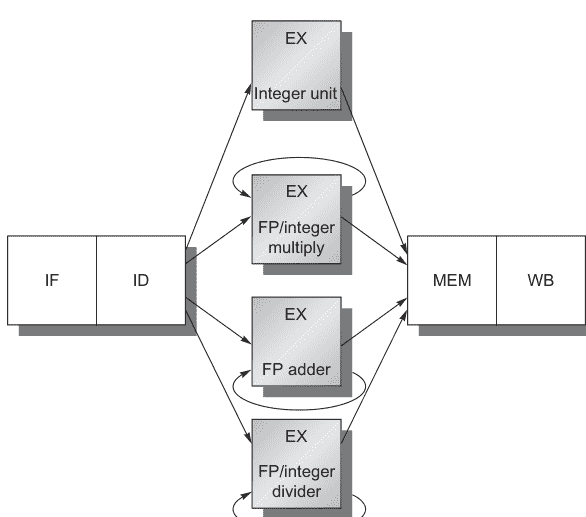 EX
Integer unit
EX
FP/integer
multiply
IF
ID
MEM
WB
EX
FP adder
EX
FP/integer
divider